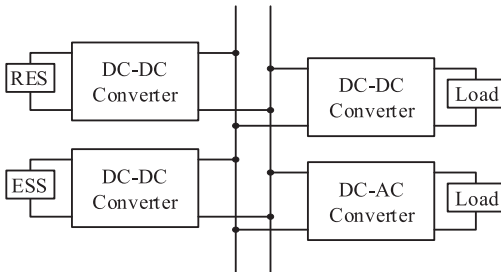 RES
DC-DC
Converter
DC-DC
Converter
Load
ESS
DC-DC
Converter
DC-AC
Converter
Load